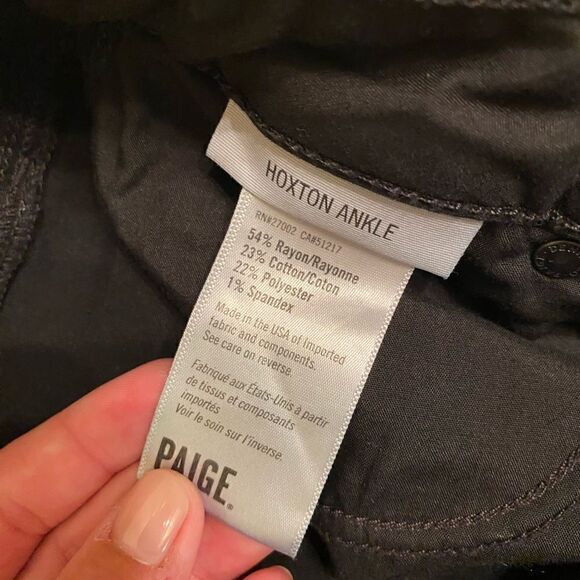 HOXTON ANKLE
RN#27002 CA#51217
54% Rayon/Rayonne
23% Cotton/Coton
22% Polyester
1% Spandex
Made in the USA of imported
fabric and components.
See care on reverse.
Fabriqué aux États-Unis à partir
de tissus et composants
importés
Voir le soin sur l'inverse.
PAIGE®